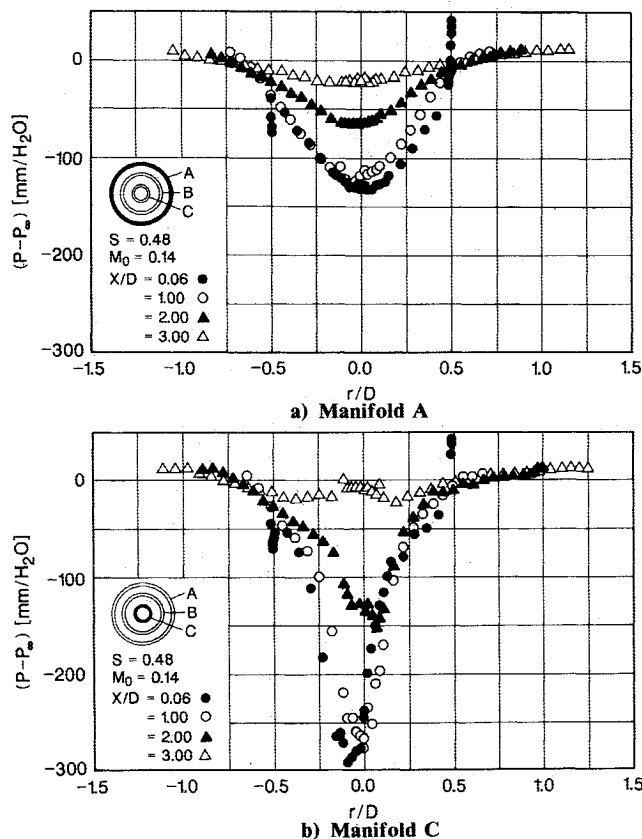 0
-100
-200
-300
(P-P∞) [mm/H₂O]
A
B
C
S = 0.48
M₀ = 0.14
X/D = 0.06 ●
= 1.00 ○
= 2.00 ▲
= 3.00 △
-1.5 -1.0 -0.5 0.0 0.5 1.0 1.5
r/D
a) Manifold A
0
-100
-200
-300
(P-P∞) [mm/H₂O]
A
B
C
S = 0.48
M₀ = 0.14
X/D = 0.06 ●
= 1.00 ○
= 2.00 ▲
= 3.00 △
-1.5 -1.0 -0.5 0.0 0.5 1.0 1.5
r/D
b) Manifold C